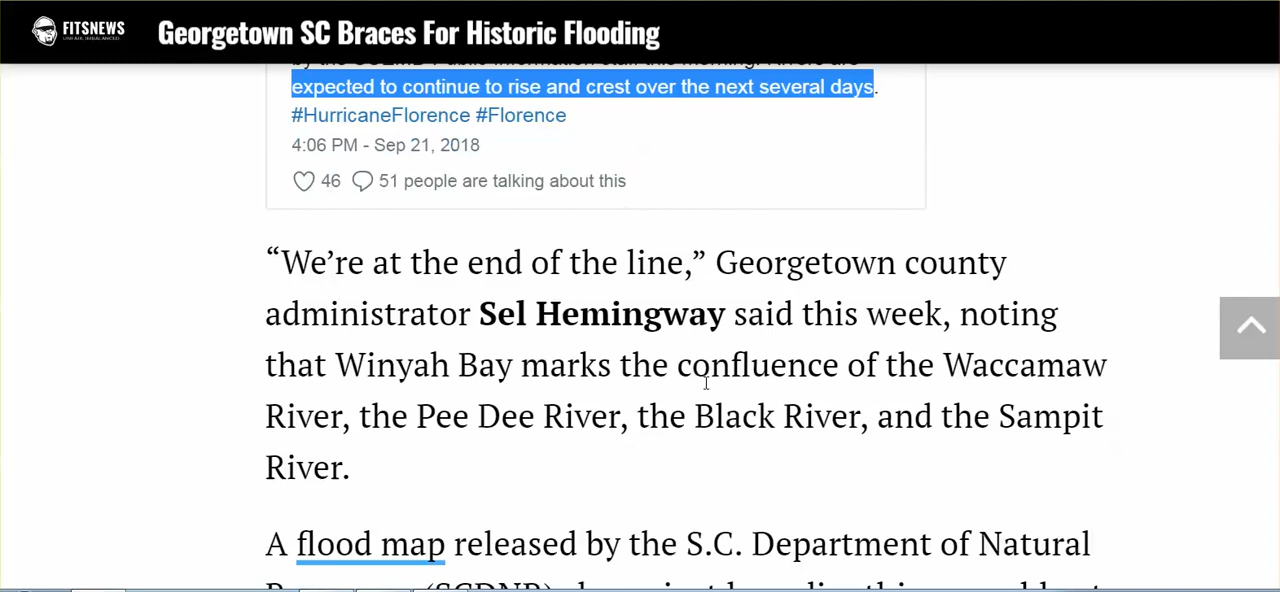 FITSNEWS
Georgetown SC Braces For Historic Flooding
expected to continue to rise and crest over the next several days.
#HurricaneFlorence #Florence
4:06 PM - Sep 21, 2018
46 51 people are talking about this
“We’re at the end of the line,” Georgetown county
administrator Sel Hemingway said this week, noting
that Winyah Bay marks the confluence of the Waccamaw
River, the Pee Dee River, the Black River, and the Sampit
River.
A flood map released by the S.C. Department of Natural